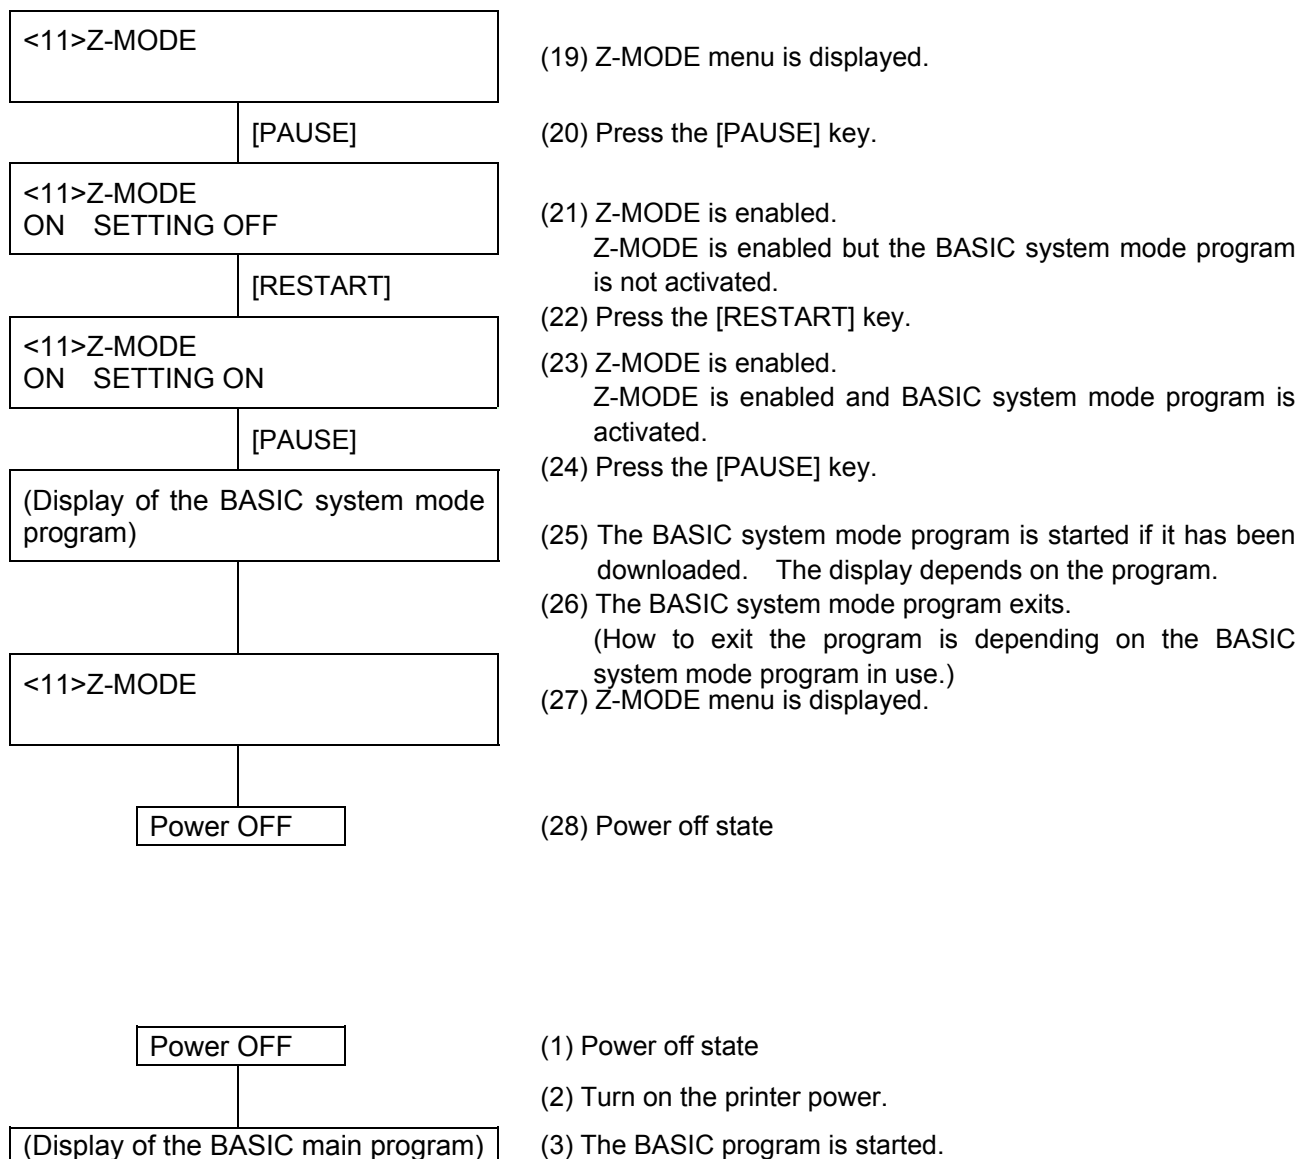 <11>Z-MODE
(19) Z-MODE menu is displayed.
[PAUSE]
(20) Press the [PAUSE] key.
<11>Z-MODE
ON SETTING OFF
(21) Z-MODE is enabled.
Z-MODE is enabled but the BASIC system mode program
is not activated.
[RESTART]
(22) Press the [RESTART] key.
<11>Z-MODE
ON SETTING ON
(23) Z-MODE is enabled.
Z-MODE is enabled and BASIC system mode program is
activated.
[PAUSE]
(24) Press the [PAUSE] key.
(Display of the BASIC system mode
program)
(25) The BASIC system mode program is started if it has been
downloaded. The display depends on the program.
(26) The BASIC system mode program exits.
(How to exit the program is depending on the BASIC
system mode program in use.)
<11>Z-MODE
(27) Z-MODE menu is displayed.
Power OFF
(28) Power off state
Power OFF
(1) Power off state
(2) Turn on the printer power.
(Display of the BASIC main program)
(3) The BASIC program is started.